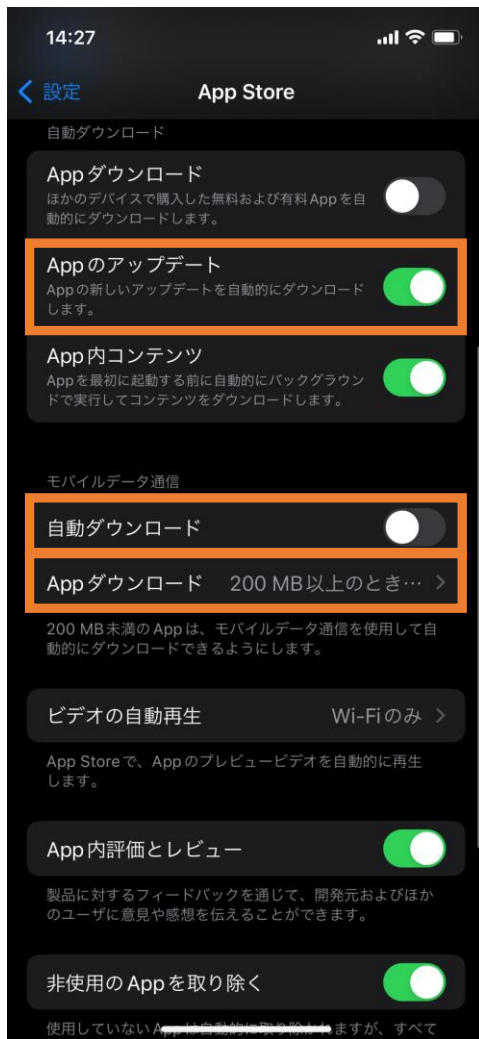 14:27
設定
App Store
自動ダウンロード
Appダウンロード
ほかのデバイスで購入した無料および有料Appを自
動的にダウンロードします。
Appのアップデート
Appの新しいアップデートを自動的にダウンロード
します。
App内コンテンツ
Appを最初に起動する前に自動的にバックグラウン
ドで実行してコンテンツをダウンロードします。
モバイルデータ通信
自動ダウンロード
Appダウンロード 200 MB以上のとき…
200 MB未満のAppは、モバイルデータ通信を使用して自
動的にダウンロードできるようにします。
ビデオの自動再生 Wi-Fiのみ
App Storeで、Appのプレビュービデオを自動的に再生
します。
App内評価とレビュー
製品に対するフィードバックを通じて、開発元およびほか
のユーザに意見や感想を伝えることができます。
非使用のAppを取り除く
使用していないAppは自動的に取り除かれますが、すべて